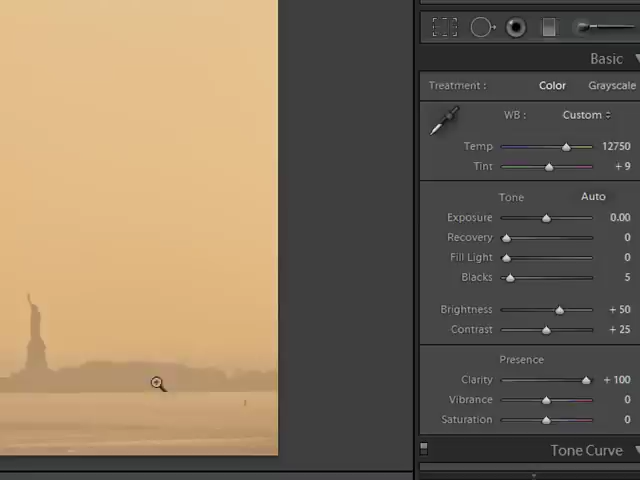 Basic
Treatment : Color Grayscale
WB : Custom
Temp 12750
Tint + 9
Tone Auto
Exposure 0.00
Recovery 0
Fill Light 0
Blacks 5
Brightness + 50
Contrast + 25
Presence
Clarity + 100
Vibrance 0
Saturation 0
Tone Curve